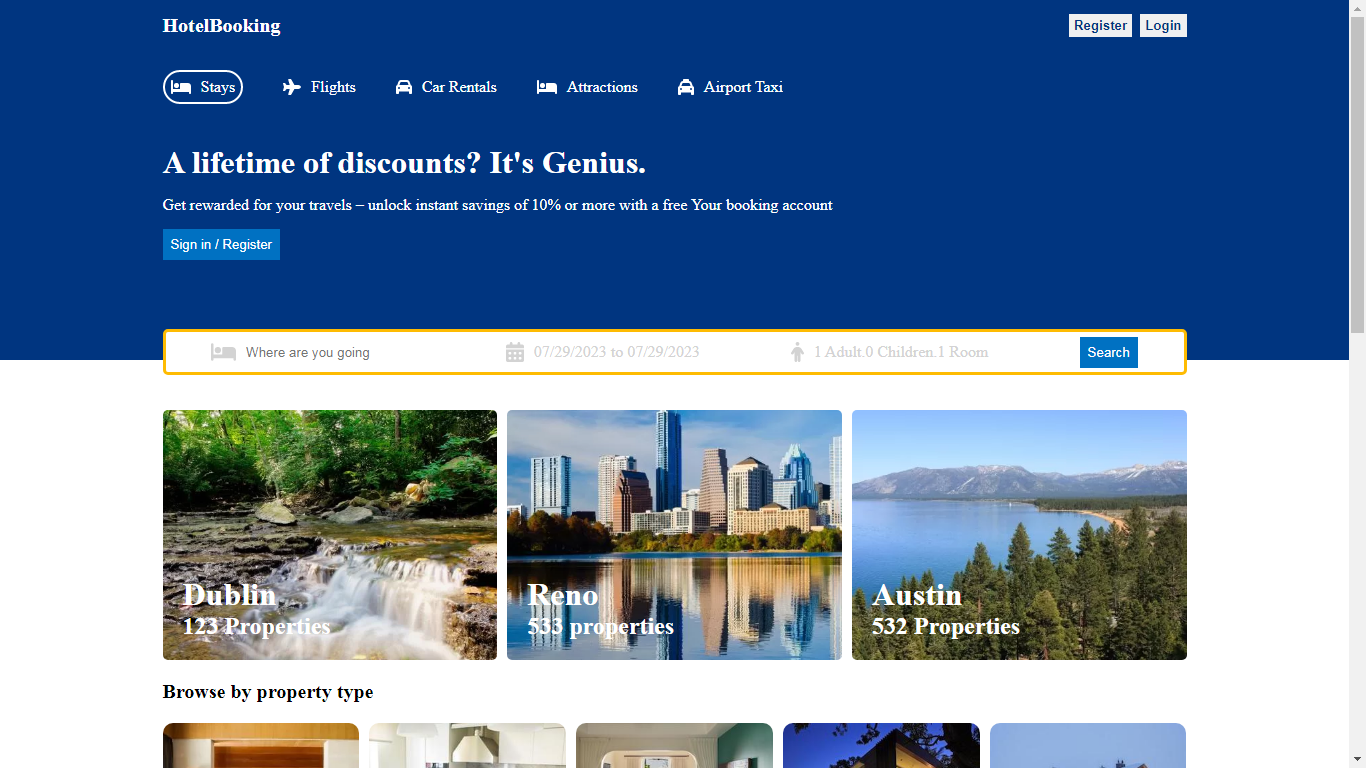 HotelBooking
Register
Login
Stays
Flights
Car Rentals
Attractions
Airport Taxi
A lifetime of discounts? It's Genius.
Get rewarded for your travels – unlock instant savings of 10% or more with a free Your booking account
Sign in / Register
Where are you going
07/29/2023 to 07/29/2023
1 Adult.0 Children.1 Room
Search
Dublin
123 Properties
Reno
533 properties
Austin
532 Properties
Browse by property type